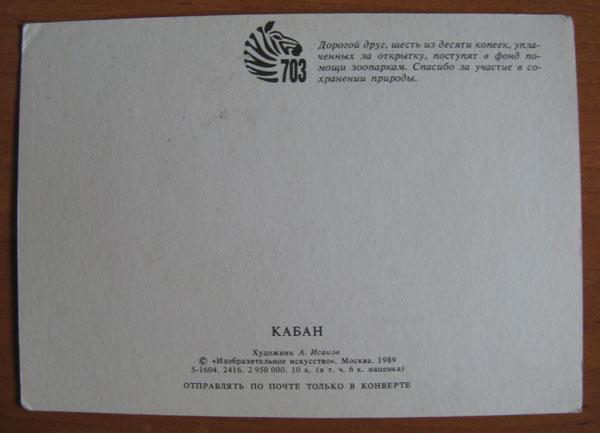 703
Дорогой друг, шесть из десяти копеек, упла-
ченных за открытку, поступят в фонд по-
мощи зоопаркам. Спасибо за участие в со-
хранении природы.
КАБАН
Художник А. Исаков
© «Изобразительное искусство». Москва. 1989
5-1604. 2416. 2 950 000. 10 к. (в т. ч. 6 к. наценка)
ОТПРАВЛЯТЬ ПО ПОЧТЕ ТОЛЬКО В КОНВЕРТЕ